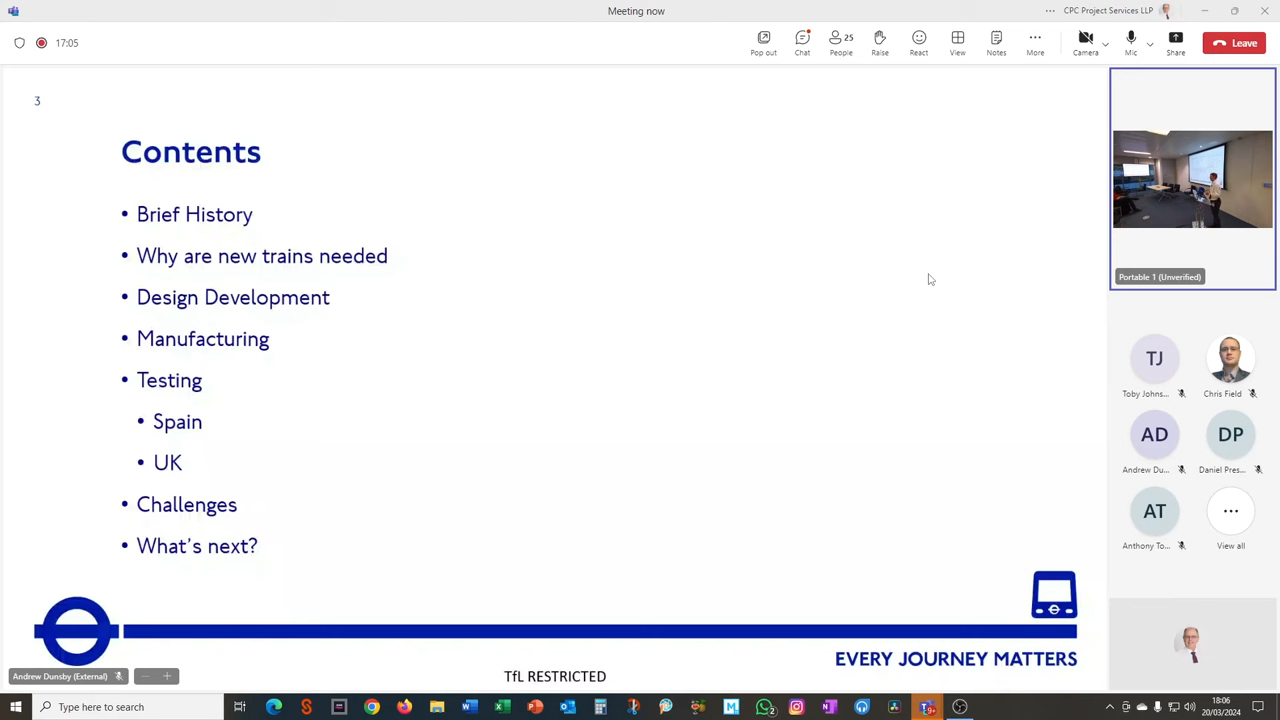 Meeting now
CPC Project Services LLP
17:05
Pop out
Chat
25
People
Raise
React
View
Notes
More
Camera
Mic
Share
Leave
3
Contents
• Brief History
• Why are new trains needed
• Design Development
• Manufacturing
• Testing
• Spain
• UK
• Challenges
• What's next?
EVERY JOURNEY MATTERS
TfL RESTRICTED
Andrew Dunsby (External)
Portable 1 (Unverified)
TJ
Toby Johns...
Chris Field
AD
Andrew Du...
DP
Daniel Pres...
AT
Anthony To...
View all
Type here to search
18:06
20/03/2024